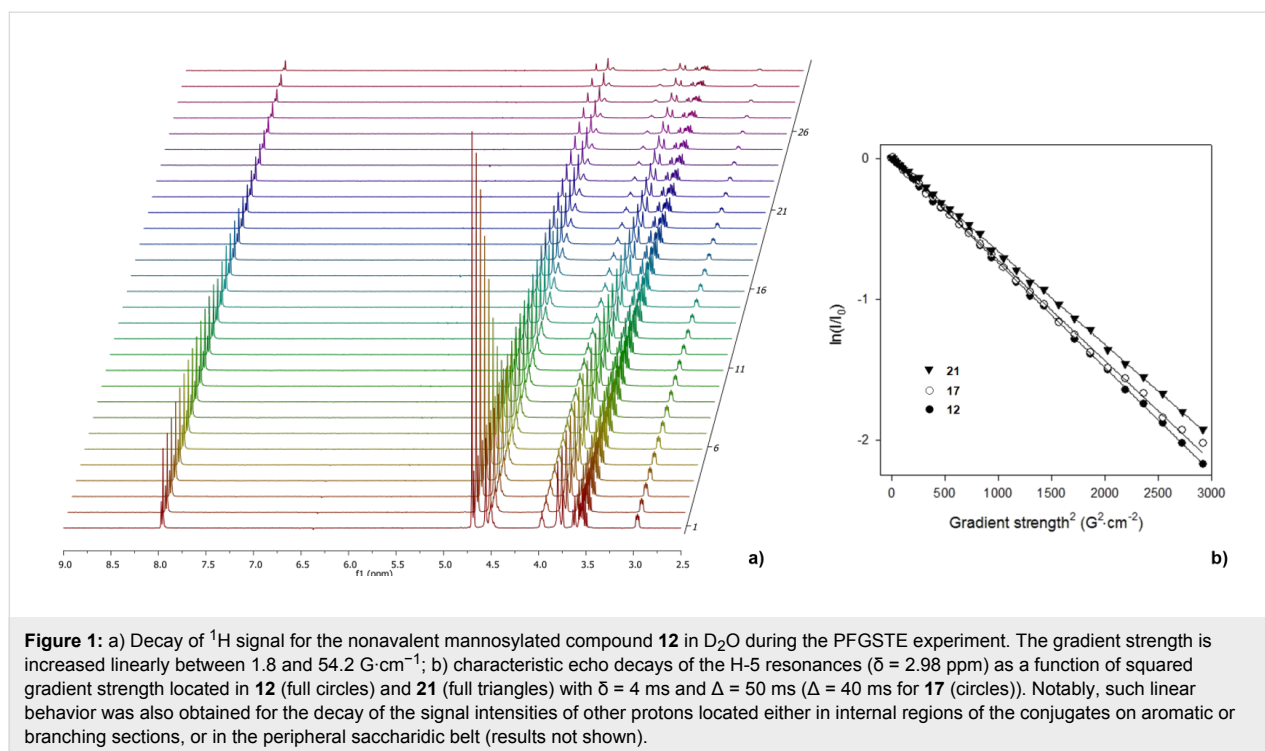 26
21
16
11
6
1
9.0 8.5 8.0 7.5 7.0 6.5 6.0 5.5 5.0 4.5 4.0 3.5 3.0 2.5
f1 (ppm)
a)
0
-1
-2
ln(I/I₀)
▼ 21
○ 17
● 12
0 500 1000 1500 2000 2500 3000
Gradient strength² (G²·cm⁻²)
b)
Figure 1: a) Decay of ¹H signal for the nonavalent mannosylated compound 12 in D₂O during the PFGSTE experiment. The gradient strength is
increased linearly between 1.8 and 54.2 G·cm⁻¹; b) characteristic echo decays of the H-5 resonances (δ = 2.98 ppm) as a function of squared
gradient strength located in 12 (full circles) and 21 (full triangles) with δ = 4 ms and Δ = 50 ms (Δ = 40 ms for 17 (circles)). Notably, such linear
behavior was also obtained for the decay of the signal intensities of other protons located either in internal regions of the conjugates on aromatic or
branching sections, or in the peripheral saccharidic belt (results not shown).